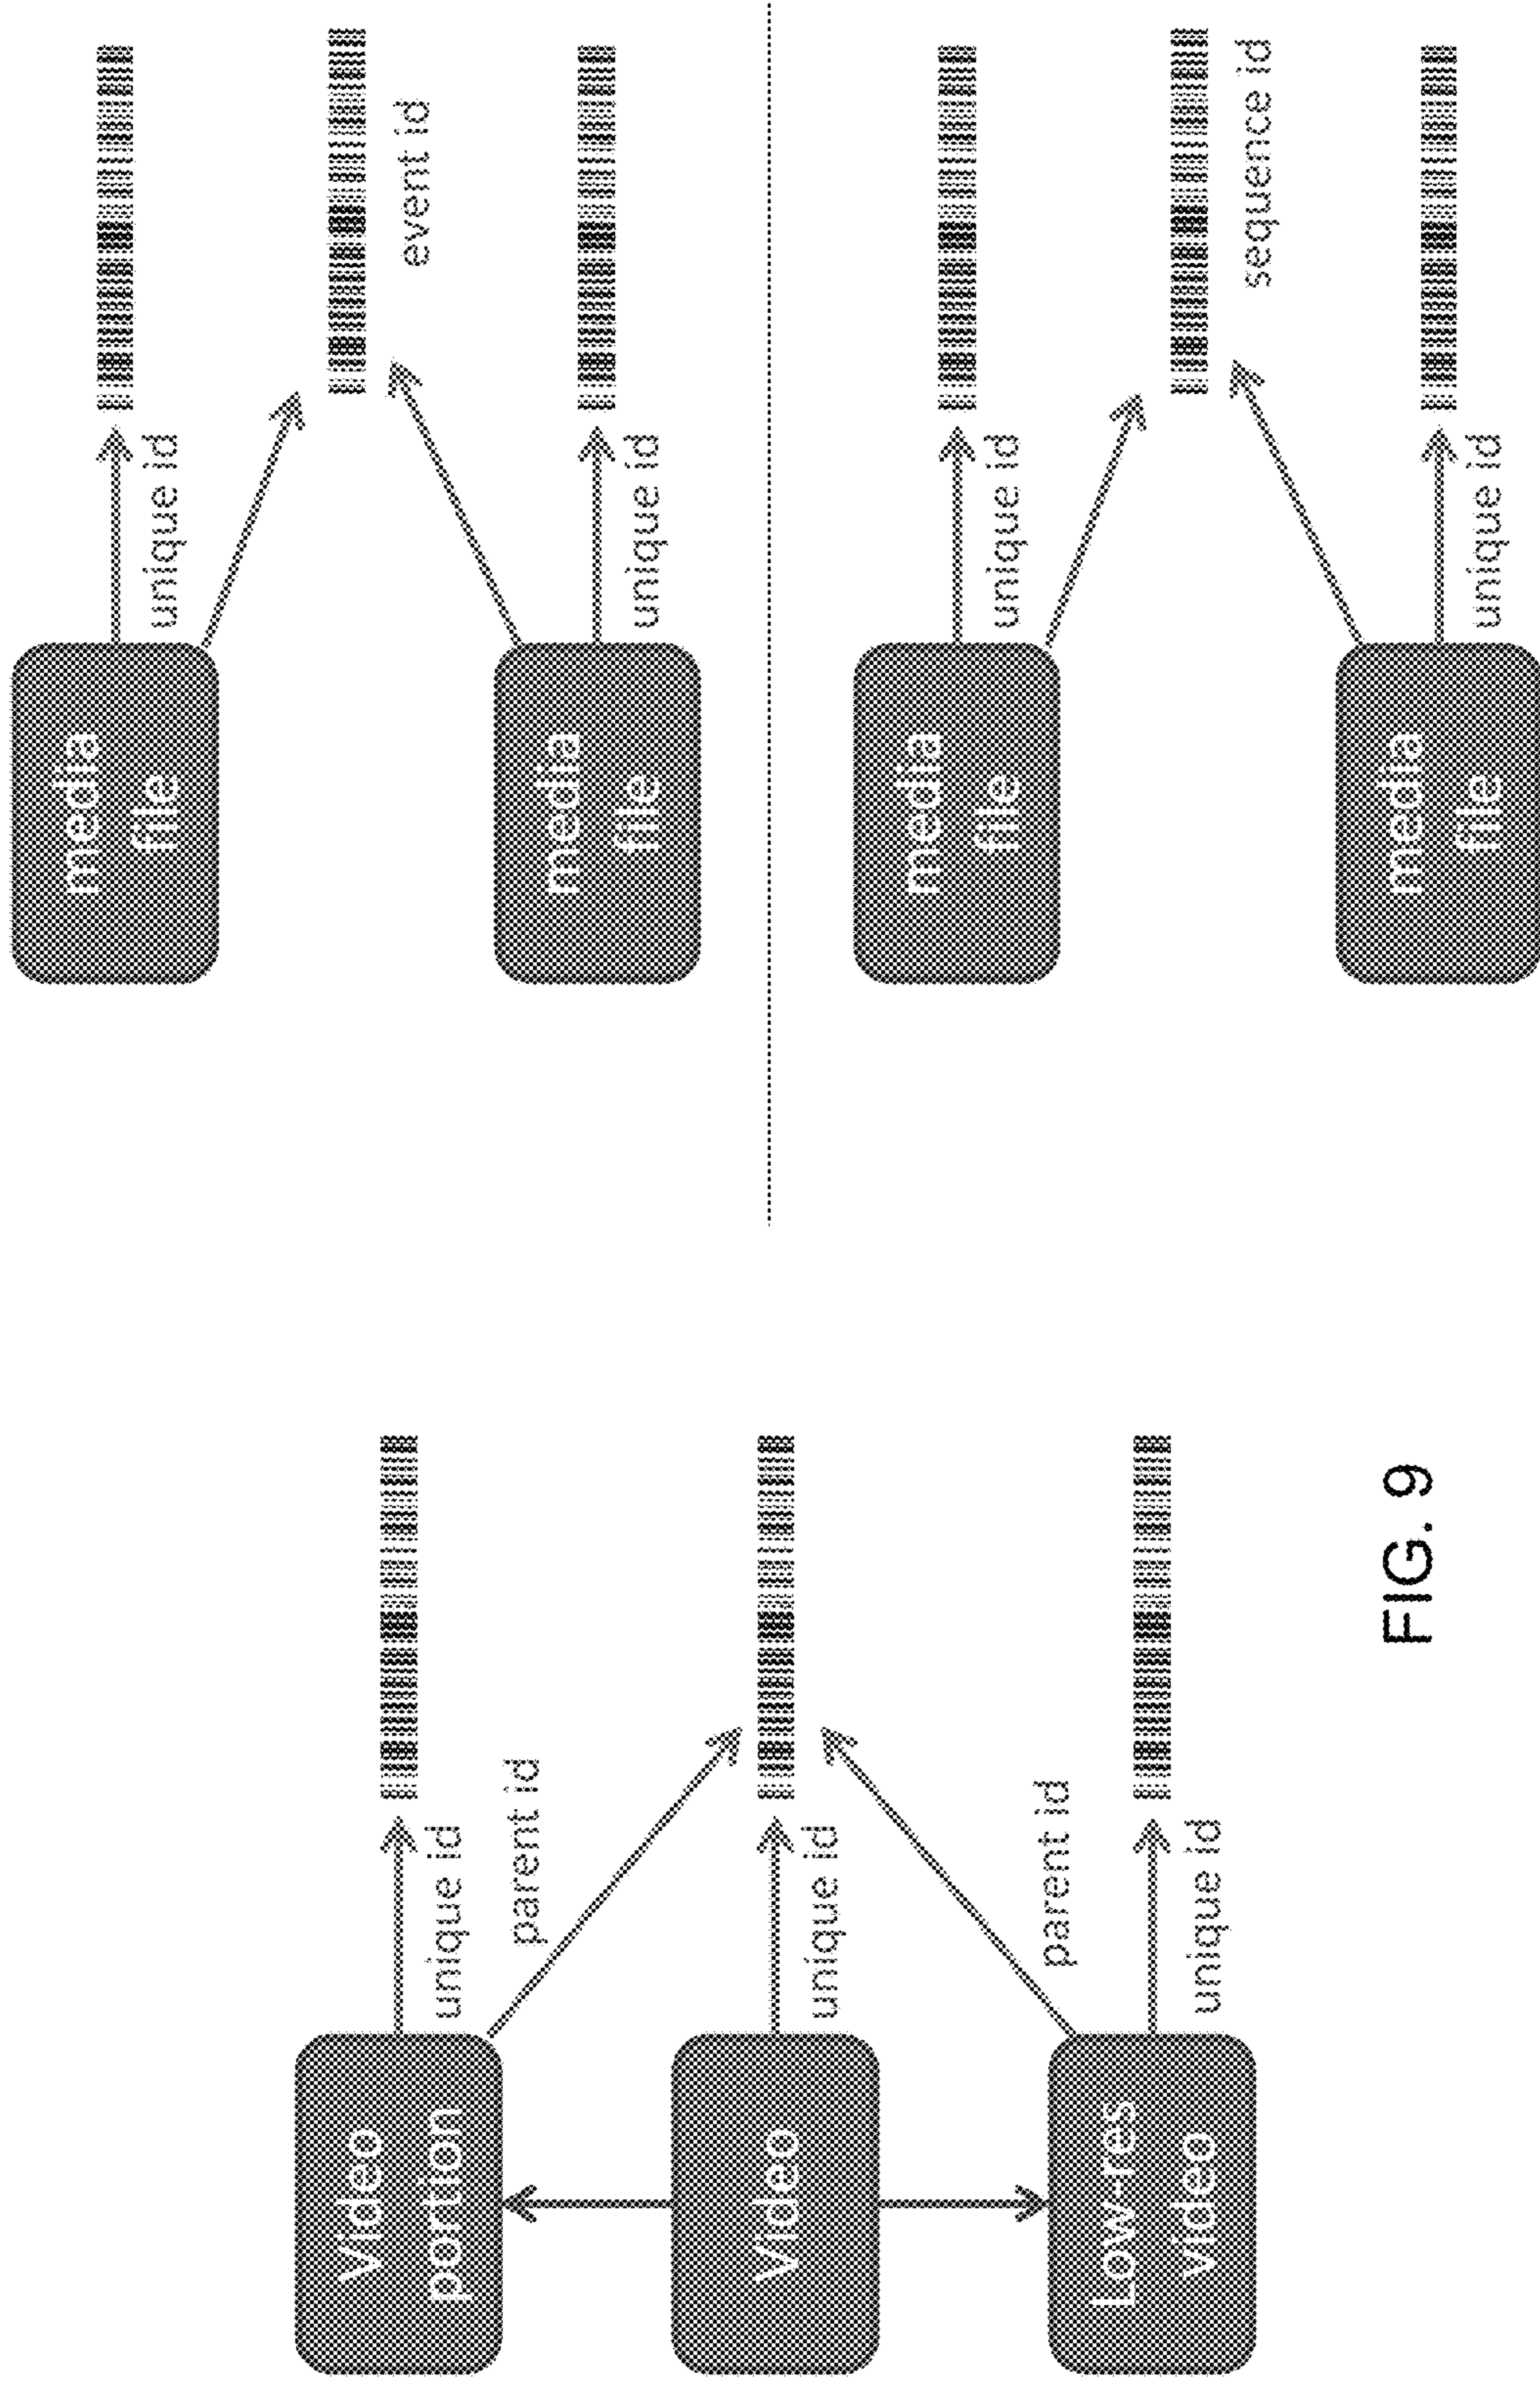 Video
portion
unique id
parent id
Video
unique id
parent id
Low-res
video
unique id
media
file
unique id
event id
media
file
unique id
media
file
unique id
sequence id
media
file
unique id
FIG. 9